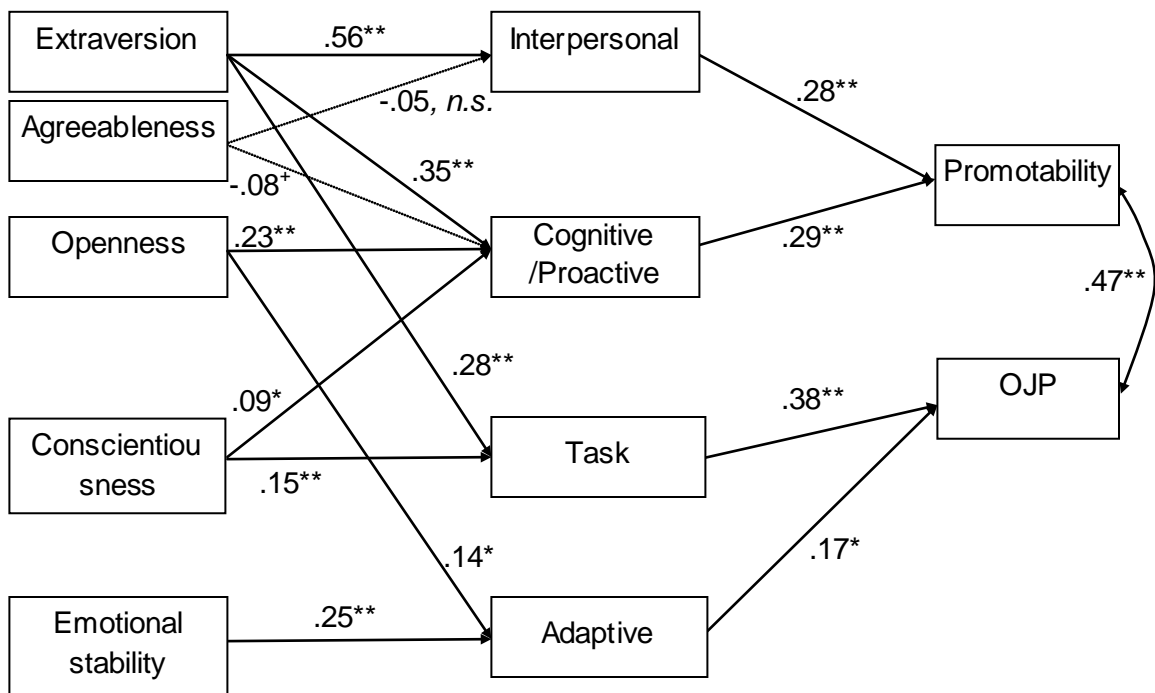 Extraversion
.56**
Interpersonal
-.05, n.s.
.28**
Agreeableness
.35**
-.08+
Promotability
Openness
.23**
Cognitive
/Proactive
.29**
.47**
.28**
OJP
.09*
.38**
Conscientiou
sness
.15**
Task
.14*
.17*
Emotional
stability
.25**
Adaptive